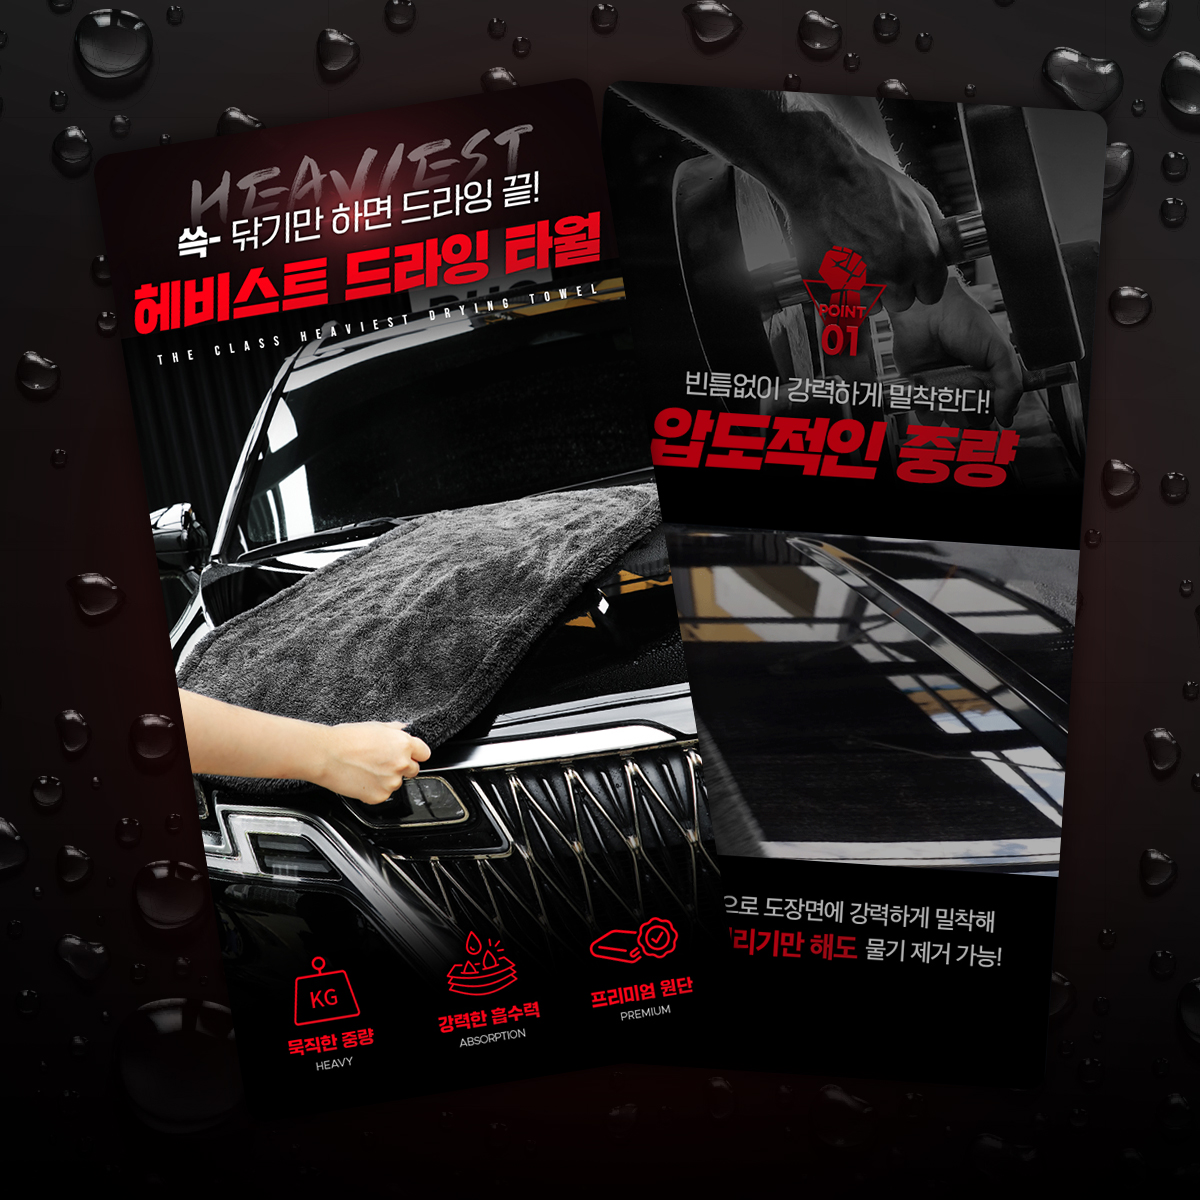 HEAVIEST
쓱- 닦기만 하면 드라잉 끝!
헤비스트 드라잉 타월
THE CLASS HEAVIEST DRYING TOWEL
KG
묵직한 중량
HEAVY
강력한 흡수력
ABSORPTION
프리미엄 원단
PREMIUM
POINT
01
빈틈없이 강력하게 밀착한다!
압도적인 중량
으로 도장면에 강력하게 밀착해
리기만 해도 물기 제거 가능!